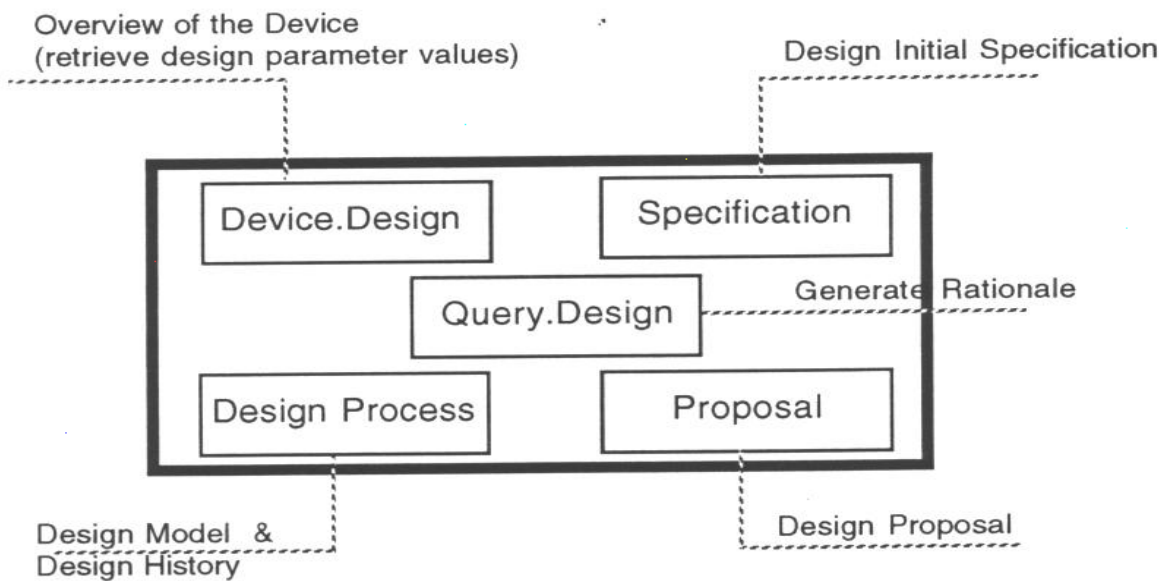 Overview of the Device
(retrieve design parameter values)
Design Initial Specification
Device.Design
Specification
Query.Design
Generate Rationale
Design Process
Proposal
Design Model &
Design History
Design Proposal